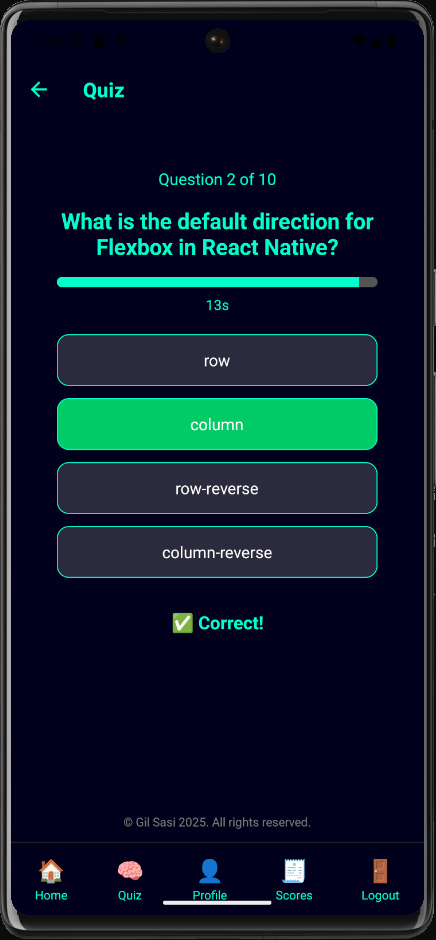 Quiz
Question 2 of 10
What is the default direction for
Flexbox in React Native?
13s
row
column
row-reverse
column-reverse
✅ Correct!
© Gil Sasi 2025. All rights reserved.
Home Quiz Profile Scores Logout